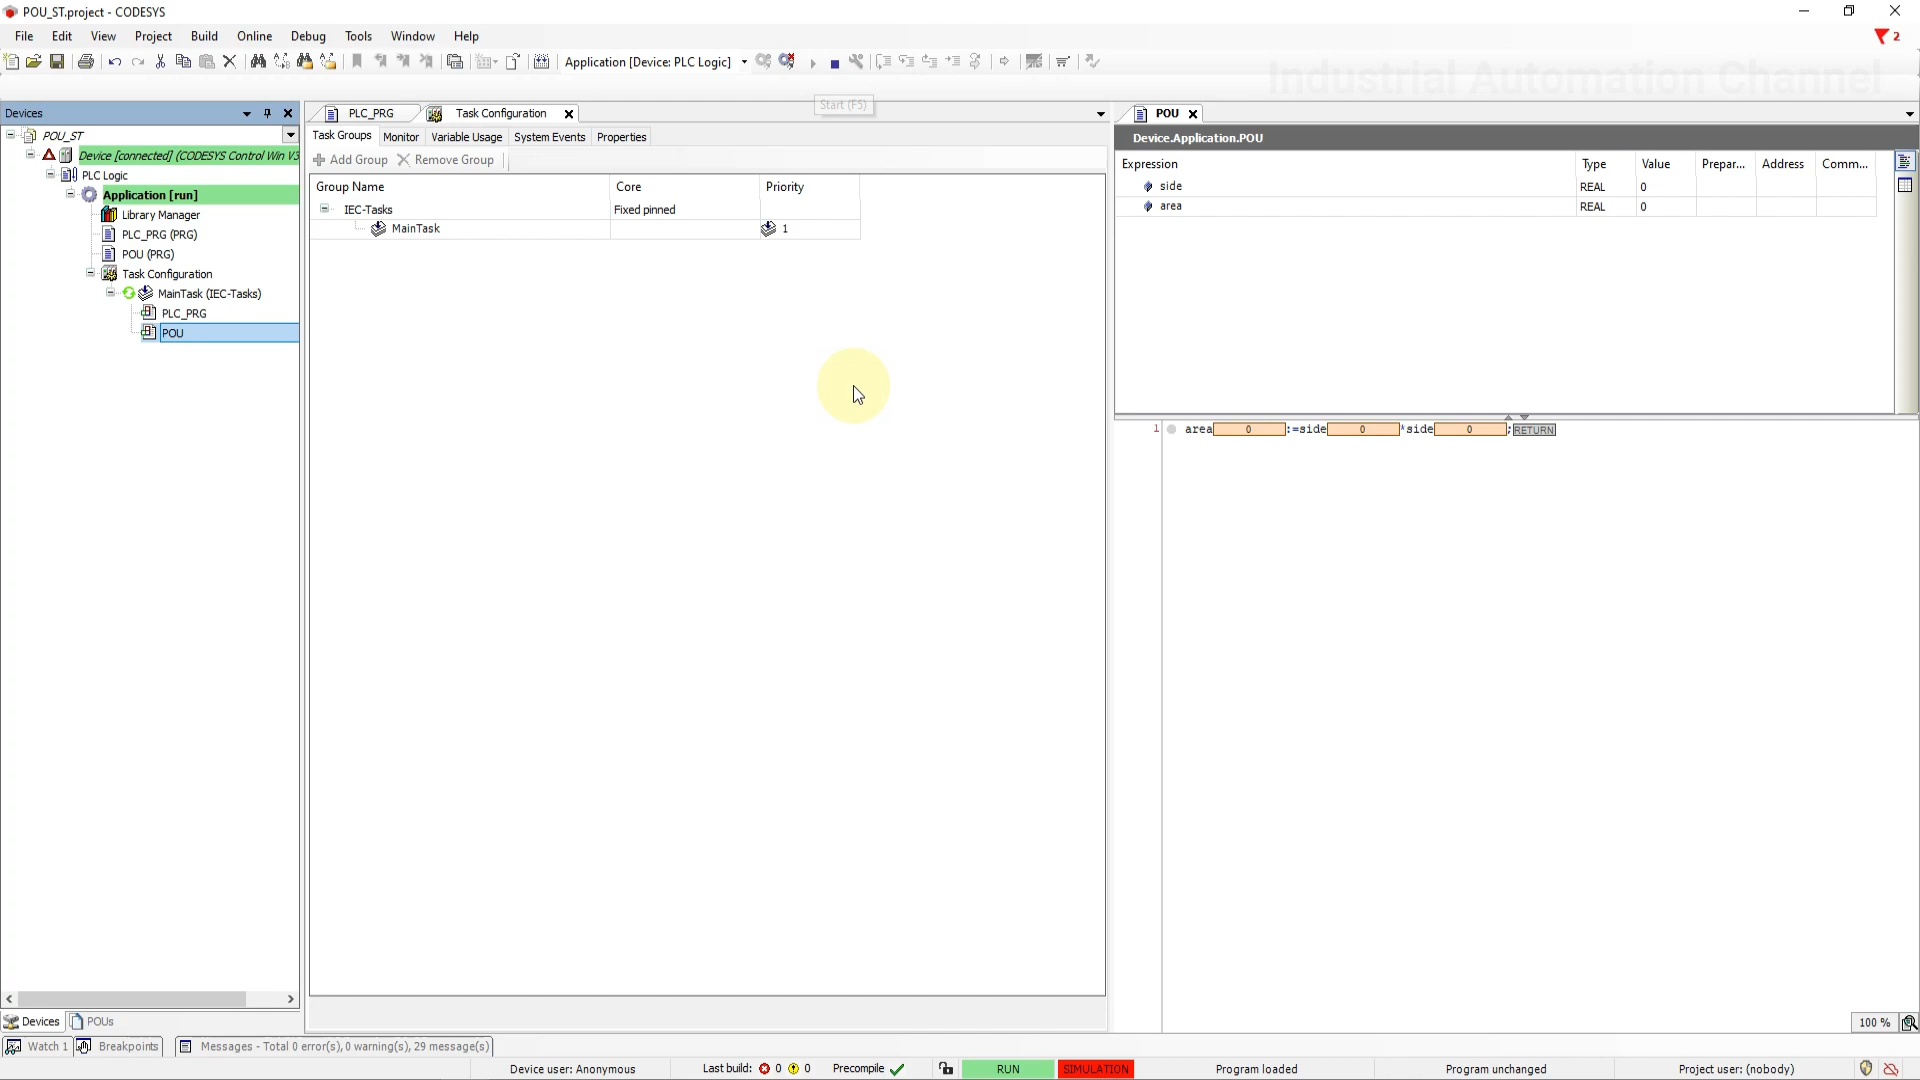 POU_ST.project - CODESYS
File Edit View Project Build Online Debug Tools Window Help
2
Application [Device: PLC Logic]
Industrial Automation Channel
Start (F5)
Devices
POU_ST
Device [connected] (CODESYS Control Win V3
PLC Logic
Application [run]
Library Manager
PLC_PRG (PRG)
POU (PRG)
Task Configuration
MainTask (IEC-Tasks)
PLC_PRG
POU
Devices POUs
PLC_PRG Task Configuration
Task Groups Monitor Variable Usage System Events Properties
Add Group Remove Group
Group Name Core Priority
IEC-Tasks Fixed pinned
MainTask 1
POU
Device.Application.POU
Expression Type Value Prepar... Address Comm...
side REAL 0
area REAL 0
1 area 0 :=side 0 *side 0 ;RETURN
100 %
Watch 1 Breakpoints Messages - Total 0 error(s), 0 warning(s), 29 message(s)
Device user: Anonymous Last build: 0 0 Precompile RUN SIMULATION Program loaded Program unchanged Project user: (nobody)